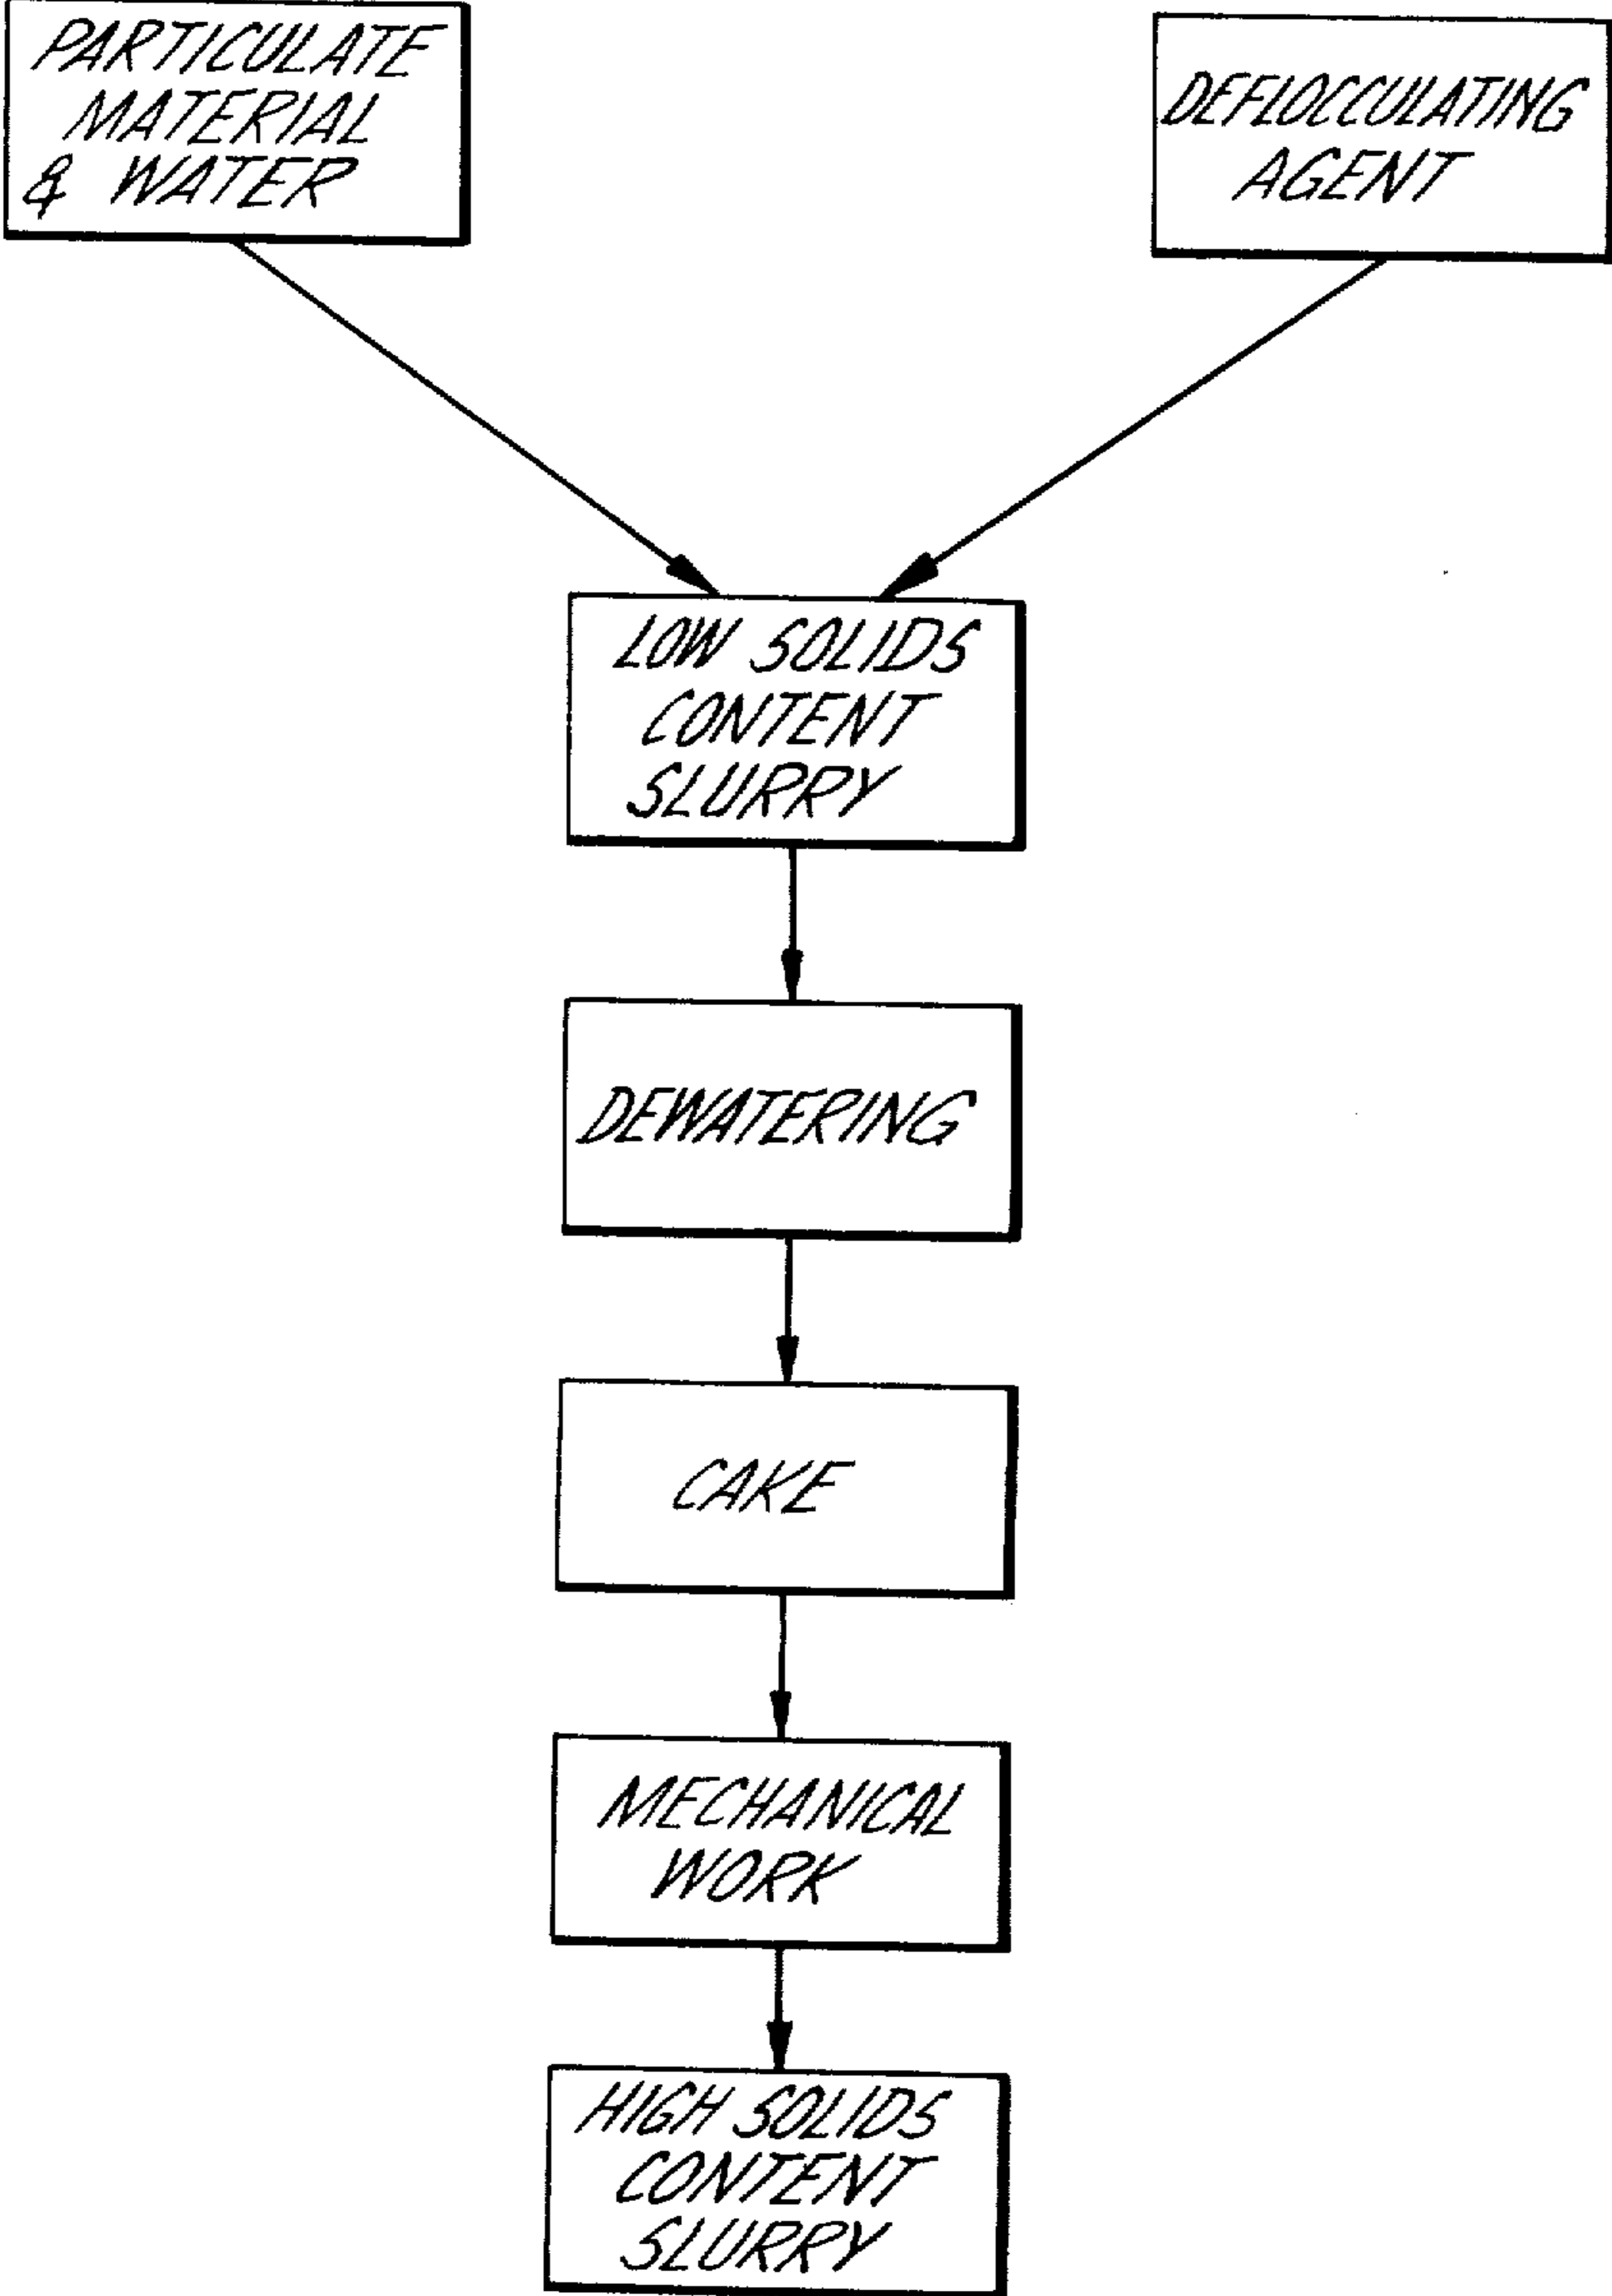 PARTICULATE
MATERIAL
& WATER
DEFLOCCULATING
AGENT
LOW SOLIDS
CONTENT
SLURRY
DEWATERING
CAKE
MECHANICAL
WORK
HIGH SOLIDS
CONTENT
SLURRY